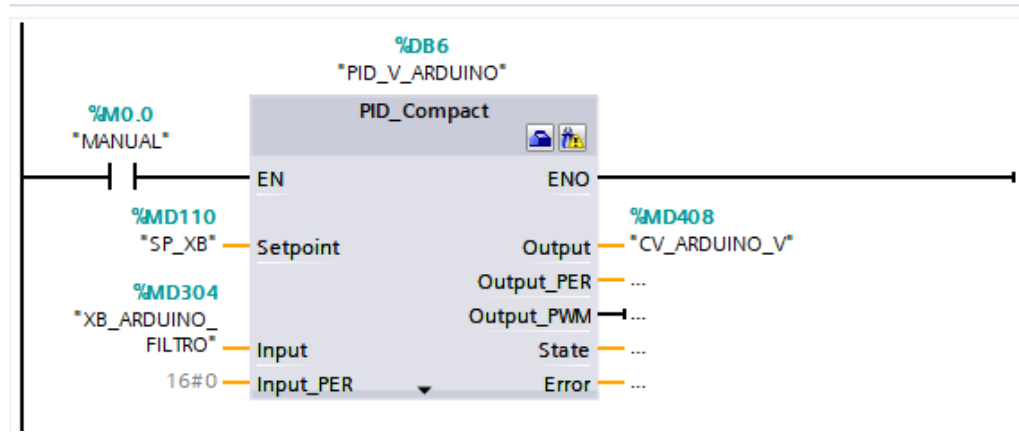 %DB6
"PID_V_ARDUINO"
%M0.0
"MANUAL"
PID_Compact
EN
ENO
%MD110
"SP_XB"
Setpoint
%MD408
Output
"CV_ARDUINO_V"
Output_PER
...
%MD304
"XB_ARDUINO_
FILTRO"
Output_PWM
...
Input
State
...
16#0
Input_PER
Error
...